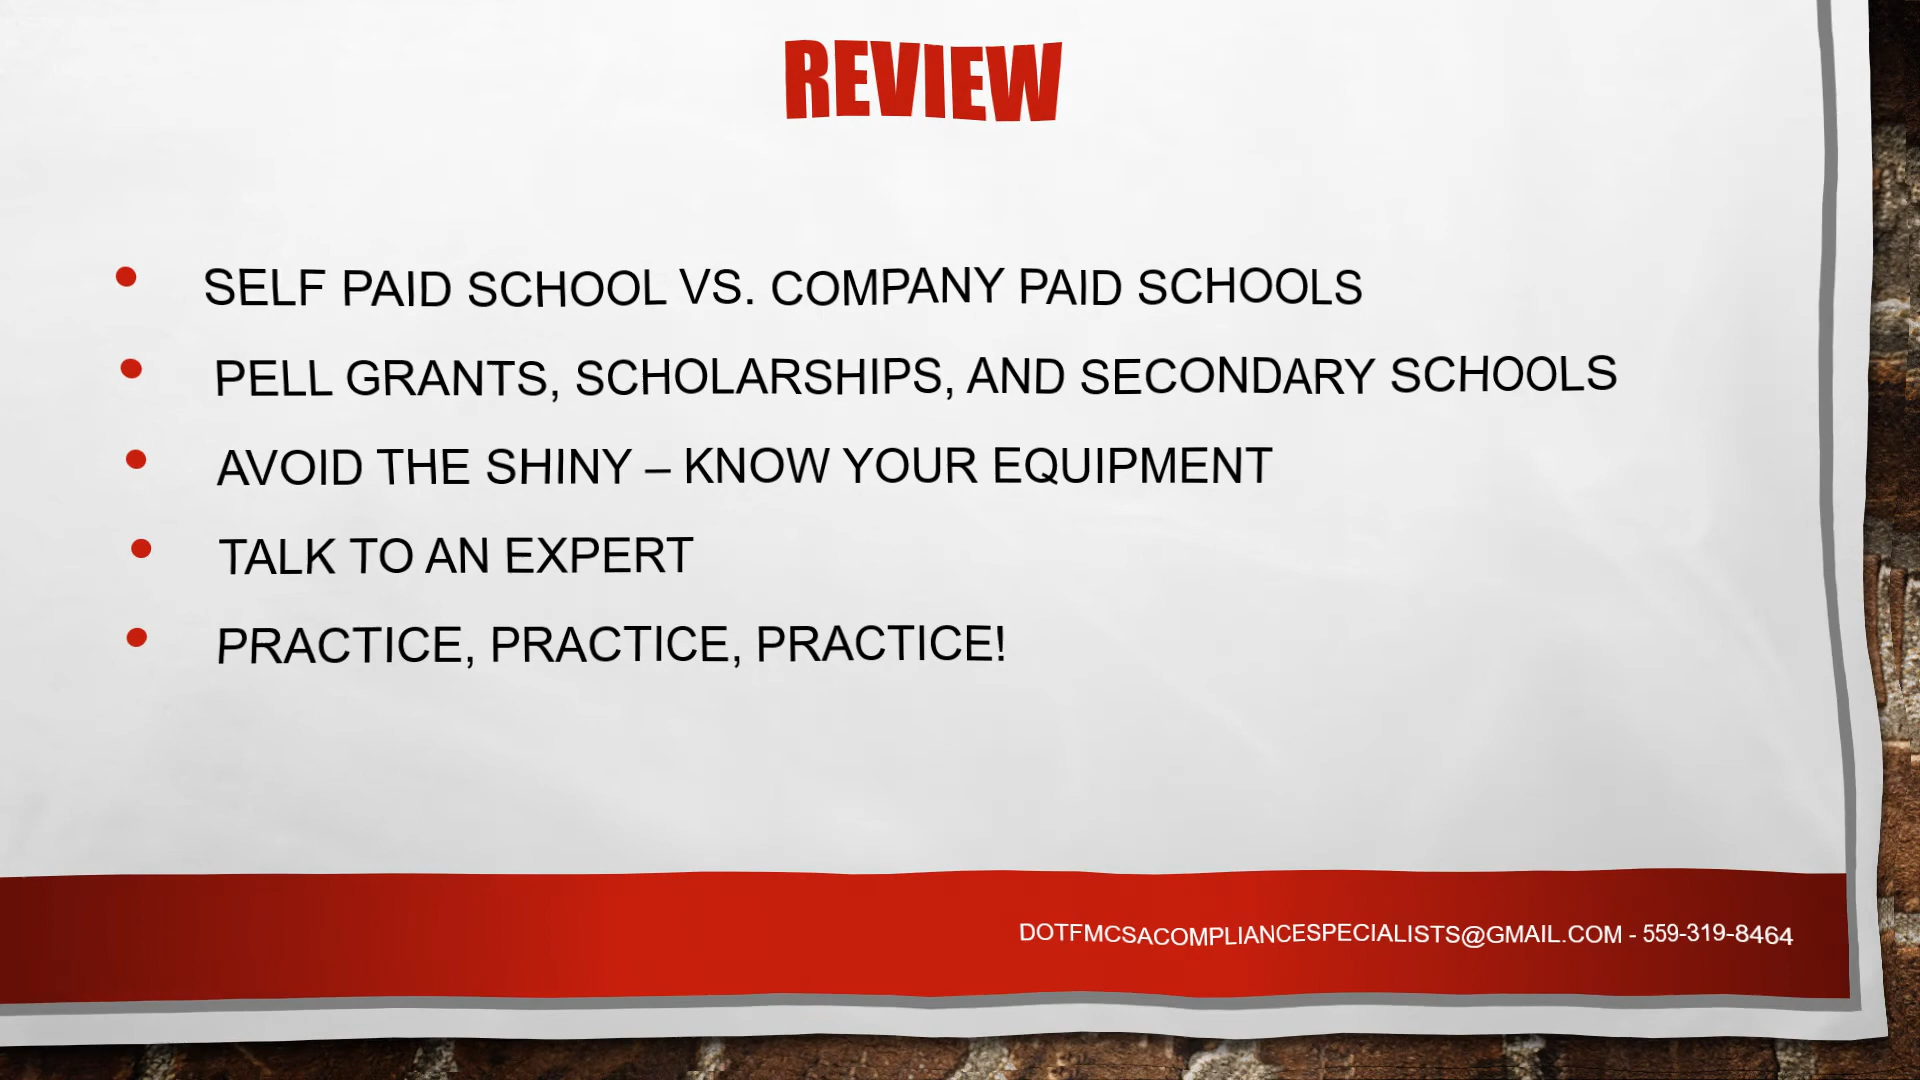 REVIEW
SELF PAID SCHOOL VS. COMPANY PAID SCHOOLS
PELL GRANTS, SCHOLARSHIPS, AND SECONDARY SCHOOLS
AVOID THE SHINY – KNOW YOUR EQUIPMENT
TALK TO AN EXPERT
PRACTICE, PRACTICE, PRACTICE!
DOTFMCSACOMPLIANCESPECIALISTS@GMAIL.COM - 559-319-8464